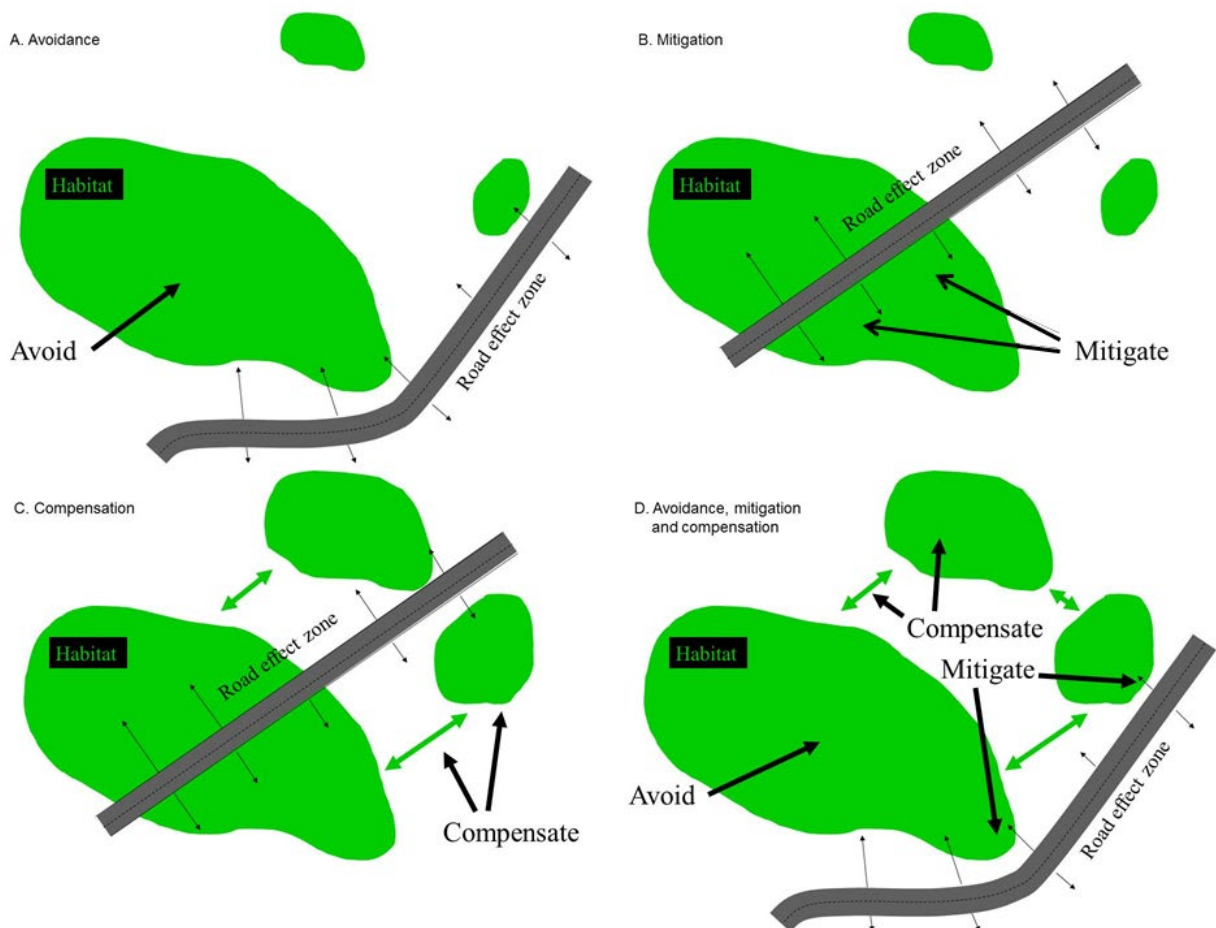 A. Avoidance
Habitat
Avoid
Road effect zone
B. Mitigation
Habitat
Road effect zone
Mitigate
C. Compensation
Habitat
Road effect zone
Compensate
D. Avoidance, mitigation
and compensation
Compensate
Habitat
Mitigate
Avoid
Road effect zone